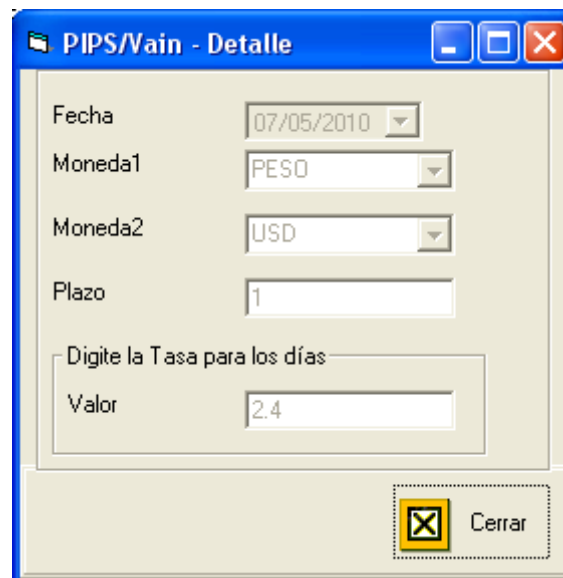 PIPS/Vain - Detalle
Fecha 07/05/2010
Moneda1 PESO
Moneda2 USD
Plazo 1
Digite la Tasa para los días
Valor 2.4
Cerrar